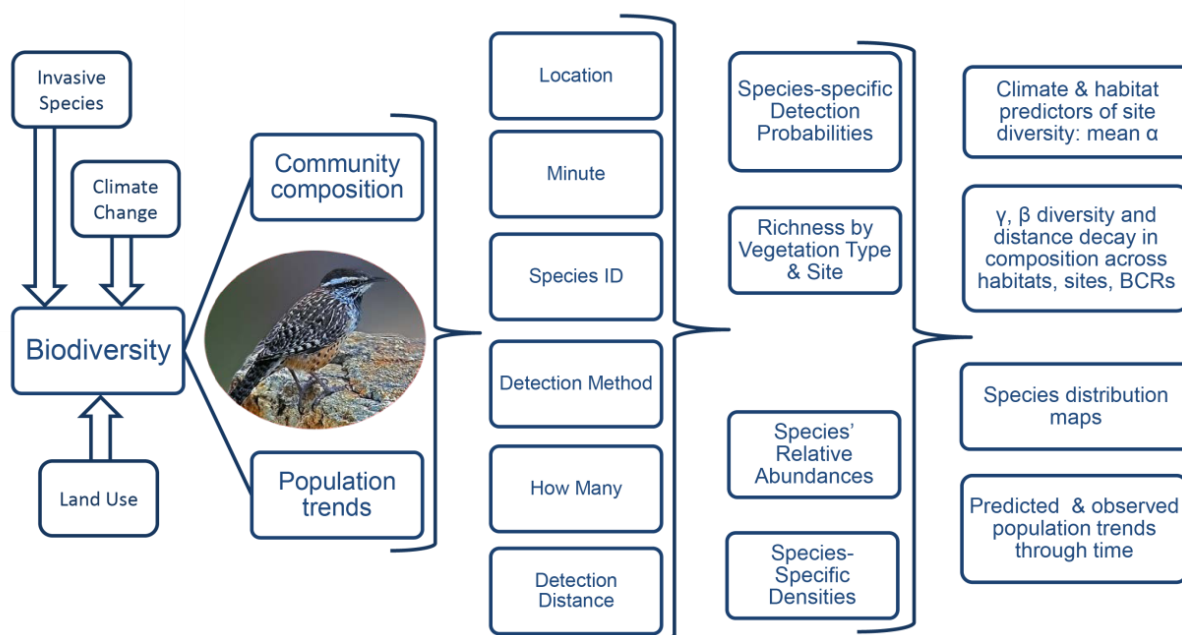 Invasive
Species
Climate
Change
Biodiversity
Land Use
Community
composition
Population
trends
Location
Minute
Species ID
Detection Method
How Many
Detection
Distance
Species-specific
Detection
Probabilities
Richness by
Vegetation Type
& Site
Species’
Relative
Abundances
Species-
Specific
Densities
Climate & habitat
predictors of site
diversity: mean α
γ, β diversity and
distance decay in
composition across
habitats, sites, BCRs
Species distribution
maps
Predicted & observed
population trends
through time